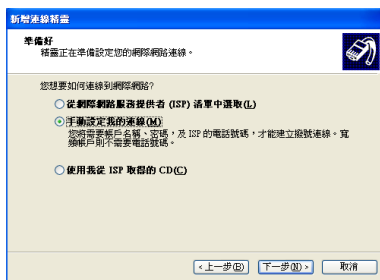 新增連線精靈
準備好
精靈正在準備設定您的網際網路連線。
您想要如何連線到網際網路?
從網際網路服務提供者 (ISP) 清單中選取(L)
手動設定我的連線(M)
您將需要帳戶名稱、密碼，及 ISP 的電話號碼，才能建立撥號連線。寬
頻帳戶則不需要電話號碼。
使用我從 ISP 取得的 CD(C)
<上一步(B)
下一步(N)>
取消